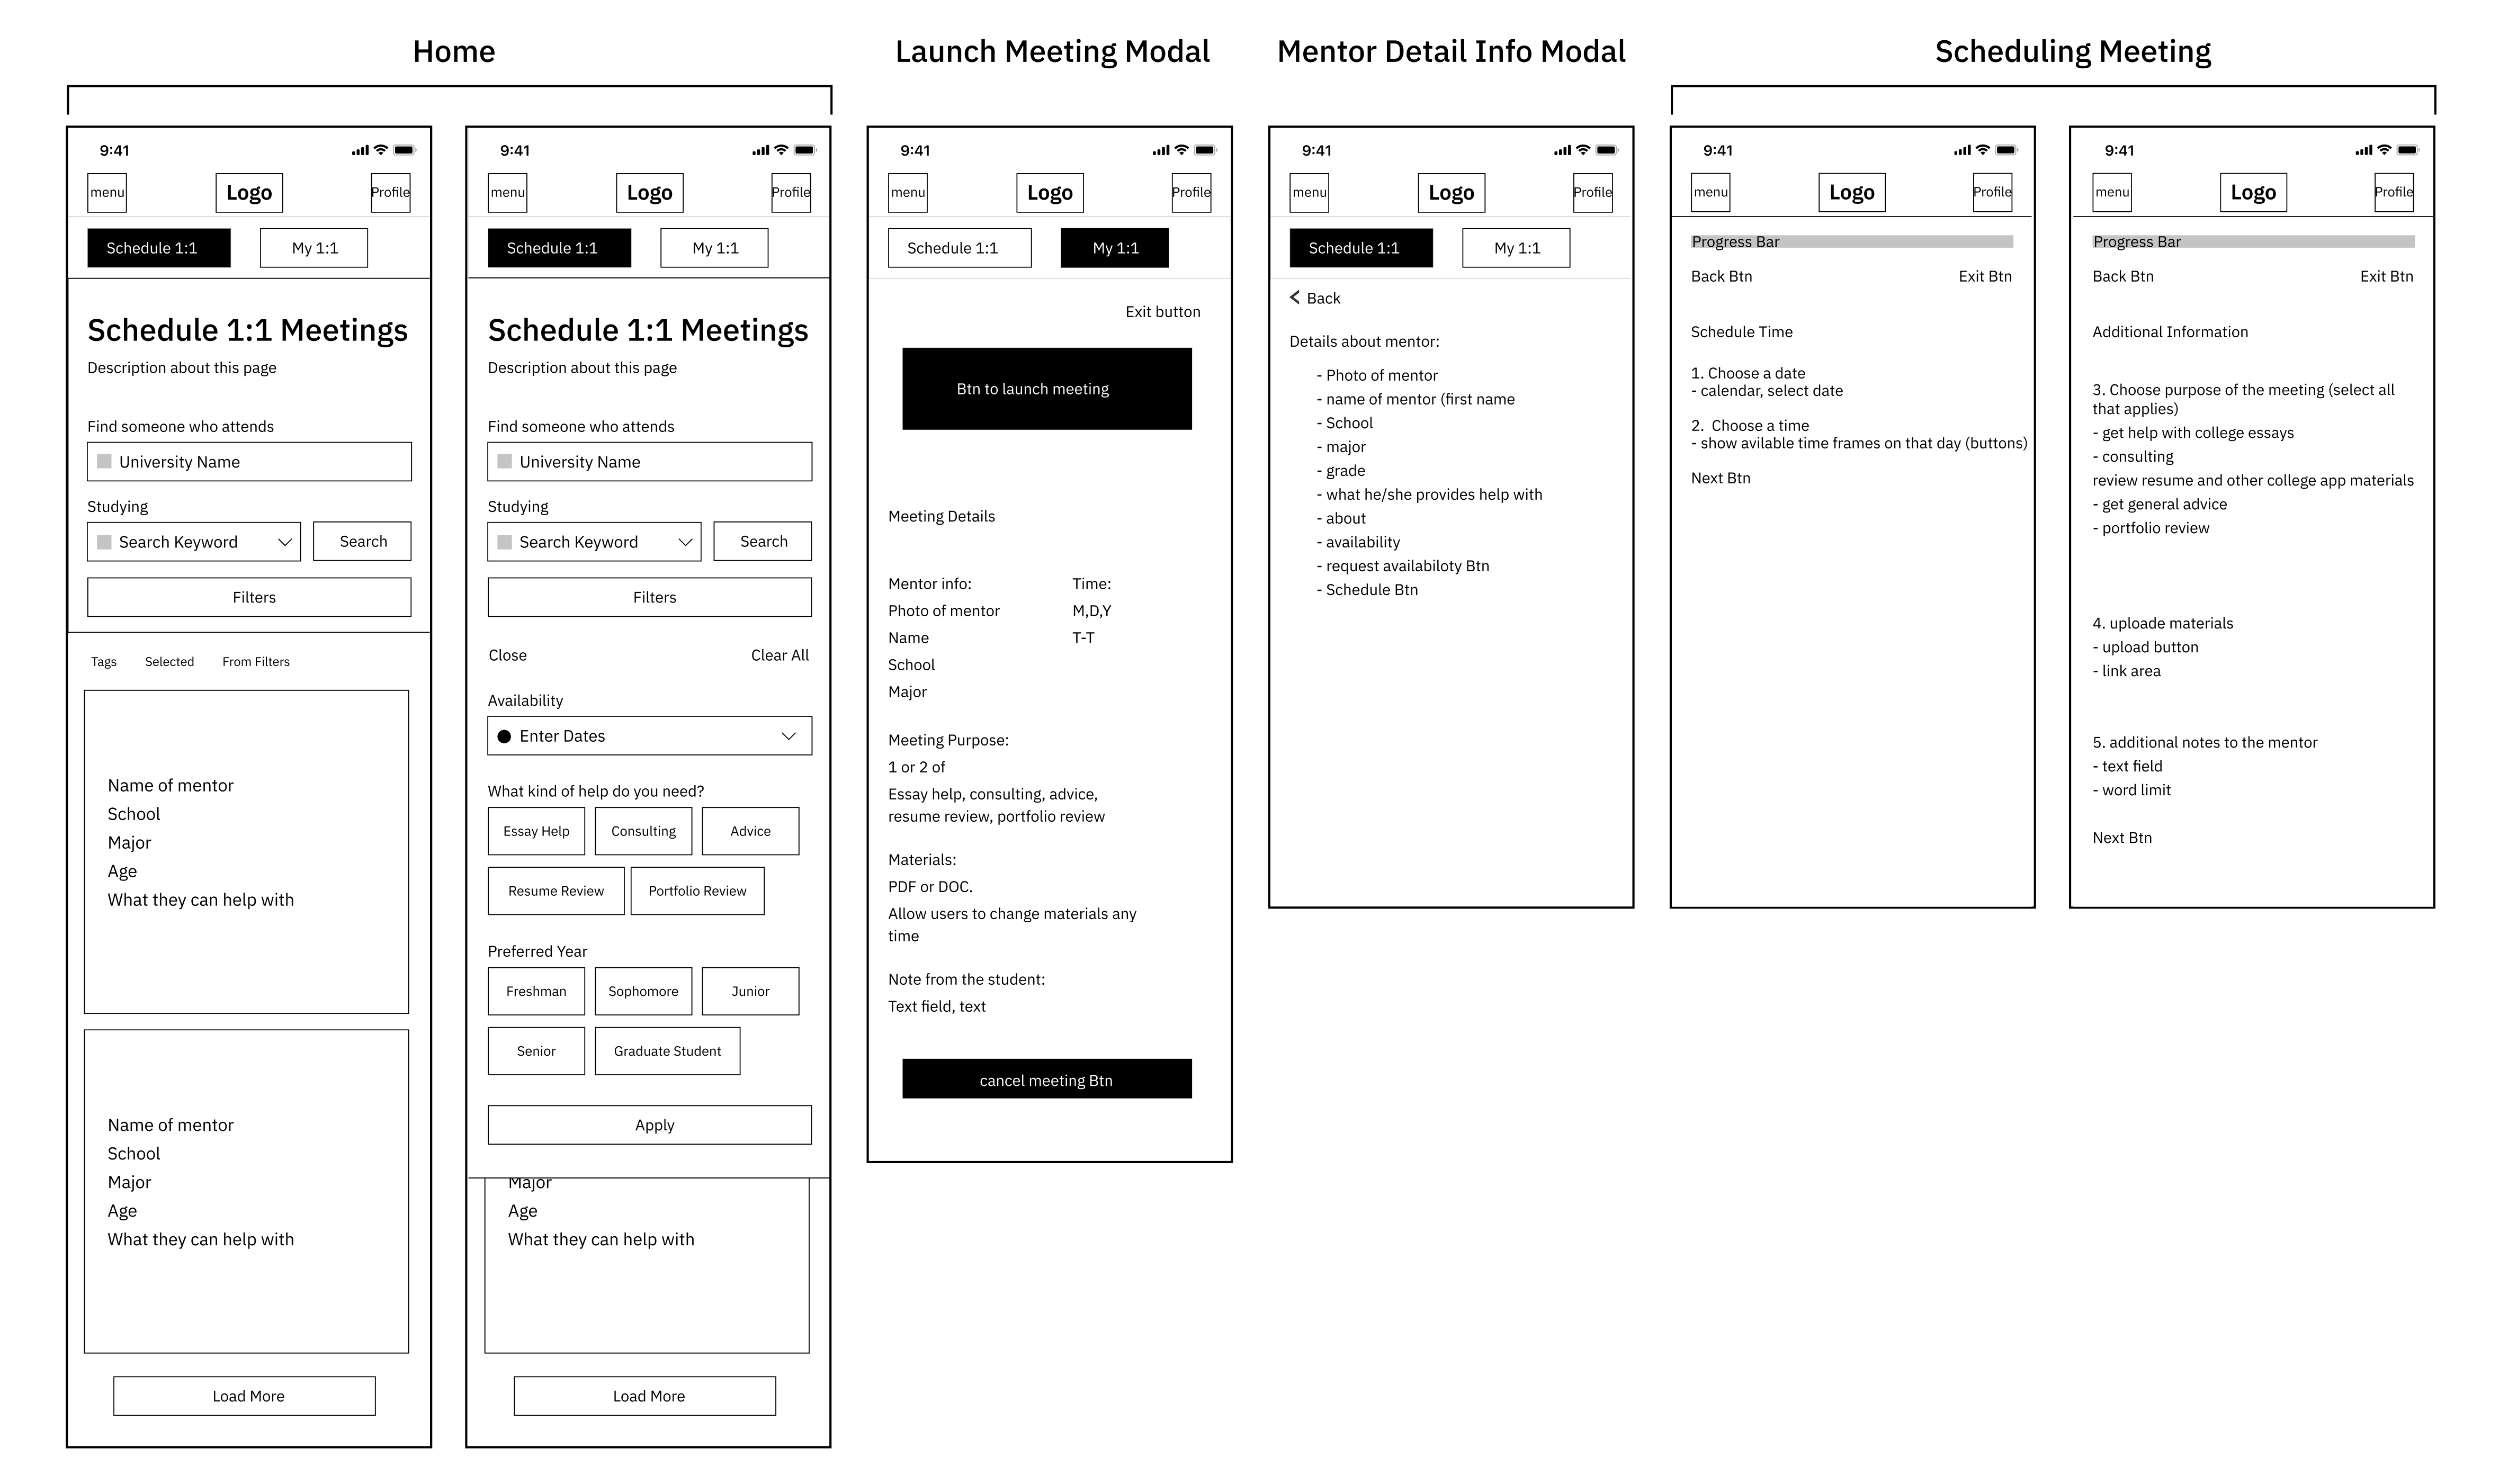 Home
Launch Meeting Modal
Mentor Detail Info Modal
Scheduling Meeting
9:41
menu
Logo
Profile
Schedule 1:1
My 1:1
Schedule 1:1 Meetings
Description about this page
Find someone who attends
University Name
Studying
Search Keyword
Search
Filters
Tags
Selected
From Filters
Name of mentor
School
Major
Age
What they can help with
Name of mentor
School
Major
Age
What they can help with
Load More
9:41
menu
Logo
Profile
Schedule 1:1
My 1:1
Schedule 1:1 Meetings
Description about this page
Find someone who attends
University Name
Studying
Search Keyword
Search
Filters
Close
Clear All
Availability
Enter Dates
What kind of help do you need?
Essay Help
Consulting
Advice
Resume Review
Portfolio Review
Preferred Year
Freshman
Sophomore
Junior
Senior
Graduate Student
Apply
Major
Age
What they can help with
Load More
9:41
menu
Logo
Profile
Schedule 1:1
My 1:1
Exit button
Btn to launch meeting
Meeting Details
Mentor info:
Photo of mentor
Name
School
Major
Time:
M,D,Y
T-T
Meeting Purpose:
1 or 2 of
Essay help, consulting, advice,
resume review, portfolio review
Materials:
PDF or DOC.
Allow users to change materials any
time
Note from the student:
Text field, text
cancel meeting Btn
9:41
menu
Logo
Profile
Schedule 1:1
My 1:1
Back
Details about mentor:
- Photo of mentor
- name of mentor (first name
- School
- major
- grade
- what he/she provides help with
- about
- availability
- request availabiloty Btn
- Schedule Btn
9:41
menu
Logo
Profile
Progress Bar
Back Btn
Exit Btn
Schedule Time
1. Choose a date
- calendar, select date
2.  Choose a time
- show avilable time frames on that day (buttons)
Next Btn
9:41
menu
Logo
Profile
Progress Bar
Back Btn
Exit Btn
Additional Information
3. Choose purpose of the meeting (select all
that applies)
- get help with college essays
- consulting
review resume and other college app materials
- get general advice
- portfolio review
4. uploade materials
- upload button
- link area
5. additional notes to the mentor
- text field
- word limit
Next Btn